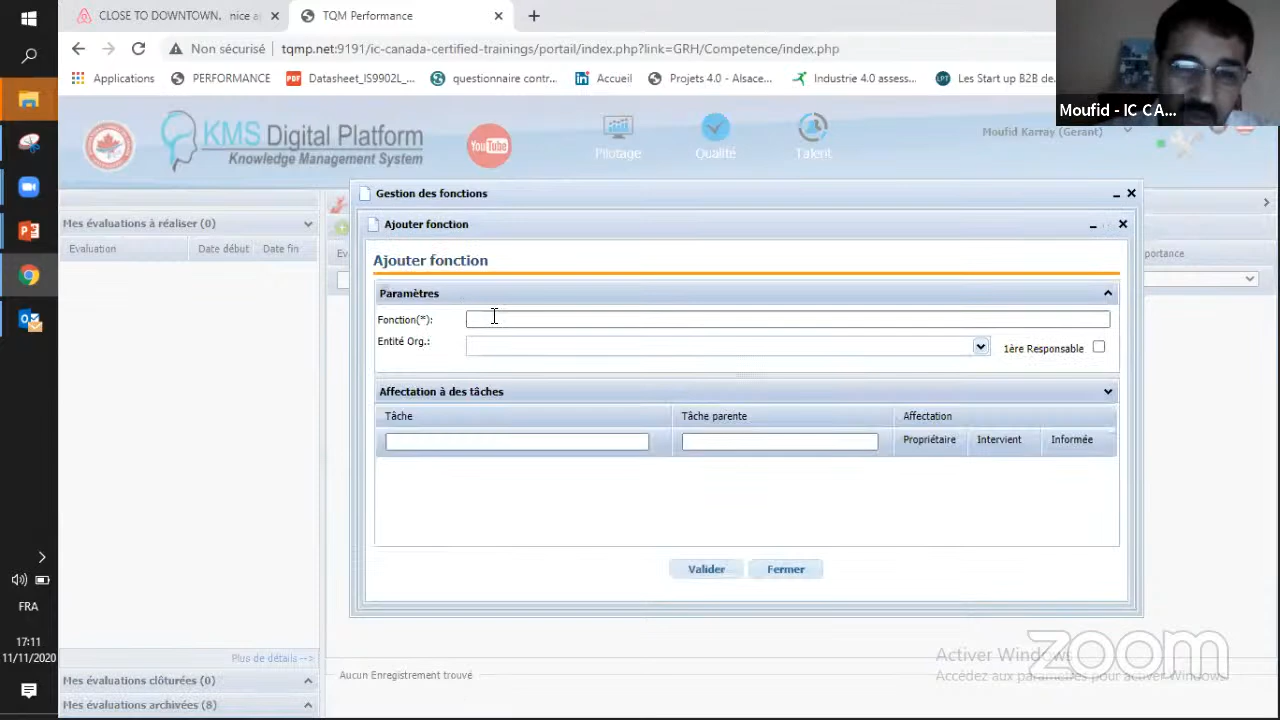 CLOSE TO DOWNTOWN. nice a
TQM Performance
Non sécurisé
tqmp.net:9191/ic-canada-certified-trainings/portail/index.php?link=GRH/Competence/index.php
Applications
PERFORMANCE
Datasheet_IS9902L_...
questionnaire contr...
Accueil
Projets 4.0 - Alsace...
Industrie 4.0 assess...
Les Start up B2B de
Moufid - IC CA...
KMS Digital Platform
Knowledge Management System
YouTube
Pilotage
Qualité
Talent
Moufid Karray (Gerant)
Mes évaluations à réaliser (0)
Evaluation
Date début
Date fin
Ev
portance
Gestion des fonctions
Ajouter fonction
Ajouter fonction
Paramètres
Fonction(*):
Entité Org.:
1ère Responsable
Affectation à des tâches
Tâche
Tâche parente
Affectation
Propriétaire
Intervient
Informée
Valider
Fermer
Plus de détails -->
Aucun Enregistrement trouvé
Mes évaluations clôturées (0)
Mes évaluations archivées (8)
Activer Windows
Accédez aux paramètres pour activer Windows.
zoom
FRA
17:11
11/11/2020